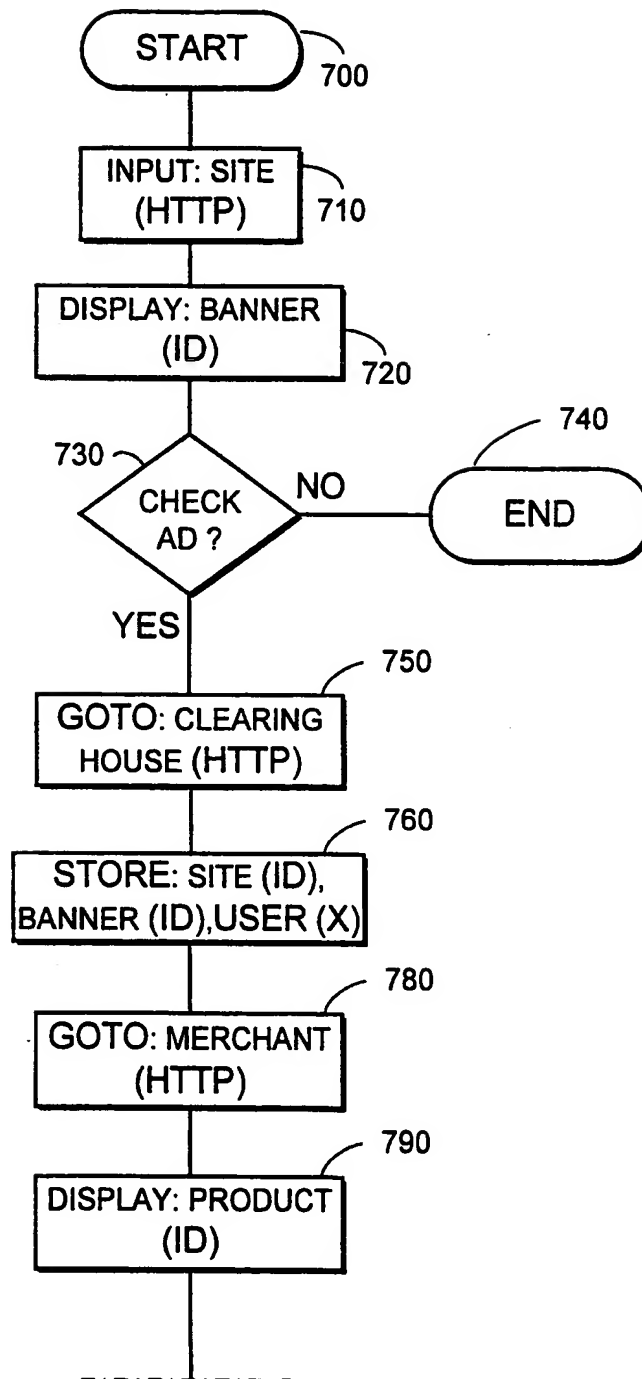 START
700
INPUT: SITE
(HTTP)
710
DISPLAY: BANNER
(ID)
720
730
CHECK
AD ?
NO
740
END
YES
750
GOTO: CLEARING
HOUSE (HTTP)
760
STORE: SITE (ID),
BANNER (ID),USER (X)
780
GOTO: MERCHANT
(HTTP)
790
DISPLAY: PRODUCT
(ID)